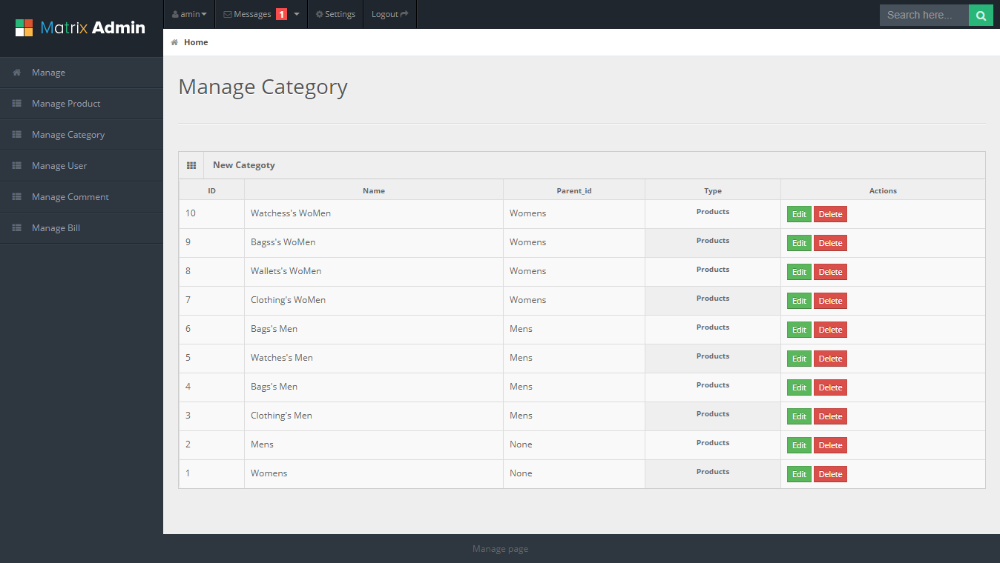 Matrix Admin
amin
Messages 1
Settings
Logout
Search here...
Home
Manage
Manage Product
Manage Category
Manage User
Manage Comment
Manage Bill
Manage Category
New Categoty
ID Name Parent_id Type Actions
10 Watchess's WoMen Womens Products Edit Delete
9 Bagss's WoMen Womens Products Edit Delete
8 Wallets's WoMen Womens Products Edit Delete
7 Clothing's WoMen Womens Products Edit Delete
6 Bags's Men Mens Products Edit Delete
5 Watches's Men Mens Products Edit Delete
4 Bags's Men Mens Products Edit Delete
3 Clothing's Men Mens Products Edit Delete
2 Mens None Products Edit Delete
1 Womens None Products Edit Delete
Manage page